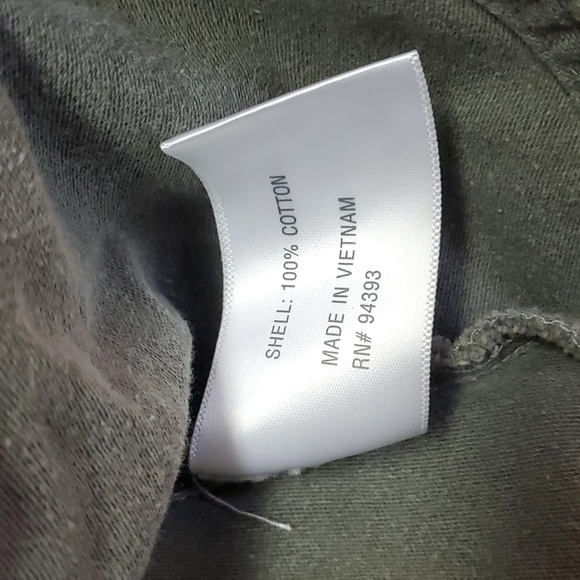 SHELL: 100% COTTON
MADE IN VIETNAM
RN# 94393